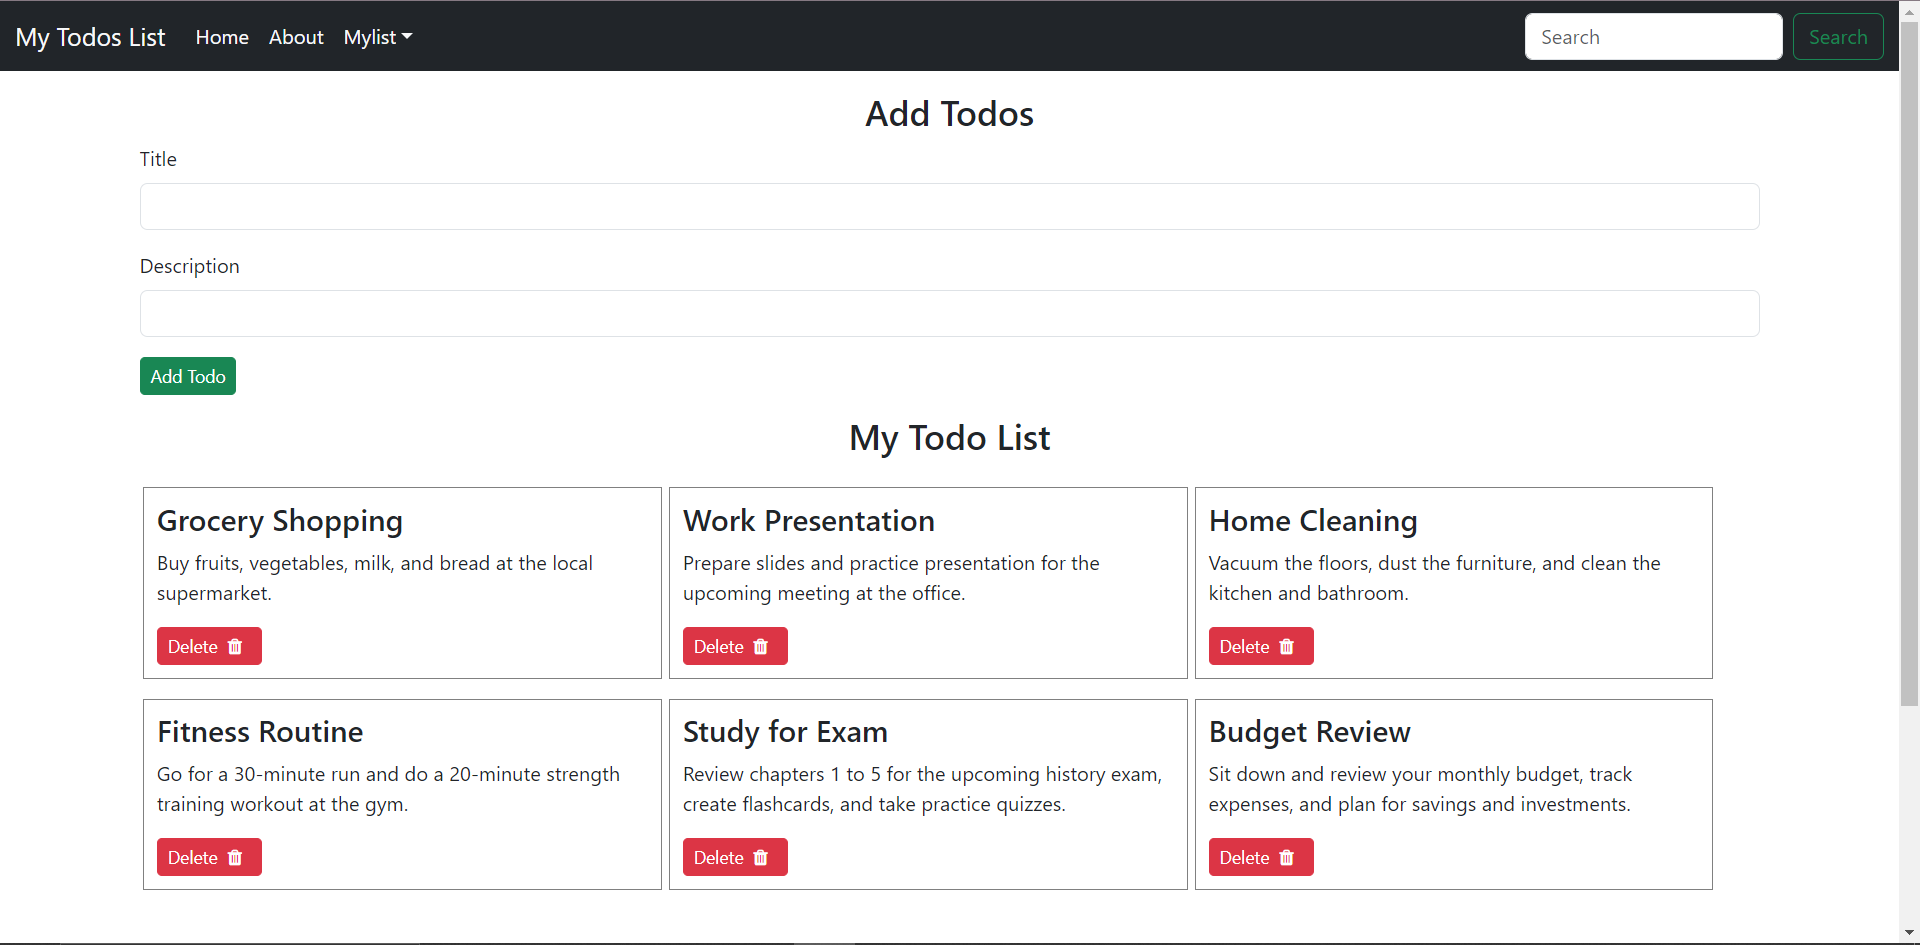 My Todos List Home About Mylist Search Search
Add Todos
Title
Description
Add Todo
My Todo List
Grocery Shopping
Buy fruits, vegetables, milk, and bread at the local
supermarket.
Delete
Work Presentation
Prepare slides and practice presentation for the
upcoming meeting at the office.
Delete
Home Cleaning
Vacuum the floors, dust the furniture, and clean the
kitchen and bathroom.
Delete
Fitness Routine
Go for a 30-minute run and do a 20-minute strength
training workout at the gym.
Delete
Study for Exam
Review chapters 1 to 5 for the upcoming history exam,
create flashcards, and take practice quizzes.
Delete
Budget Review
Sit down and review your monthly budget, track
expenses, and plan for savings and investments.
Delete